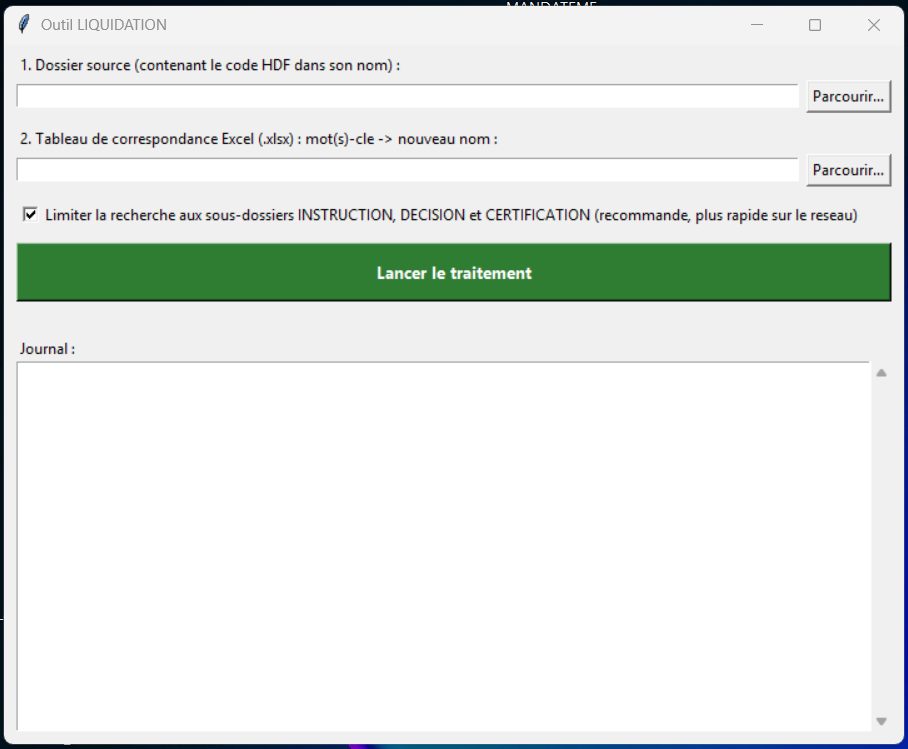 Outil LIQUIDATION
1. Dossier source (contenant le code HDF dans son nom) :
Parcourir...
2. Tableau de correspondance Excel (.xlsx) : mot(s)-cle -> nouveau nom :
Parcourir...
Limiter la recherche aux sous-dossiers INSTRUCTION, DECISION et CERTIFICATION (recommande, plus rapide sur le reseau)
Lancer le traitement
Journal :